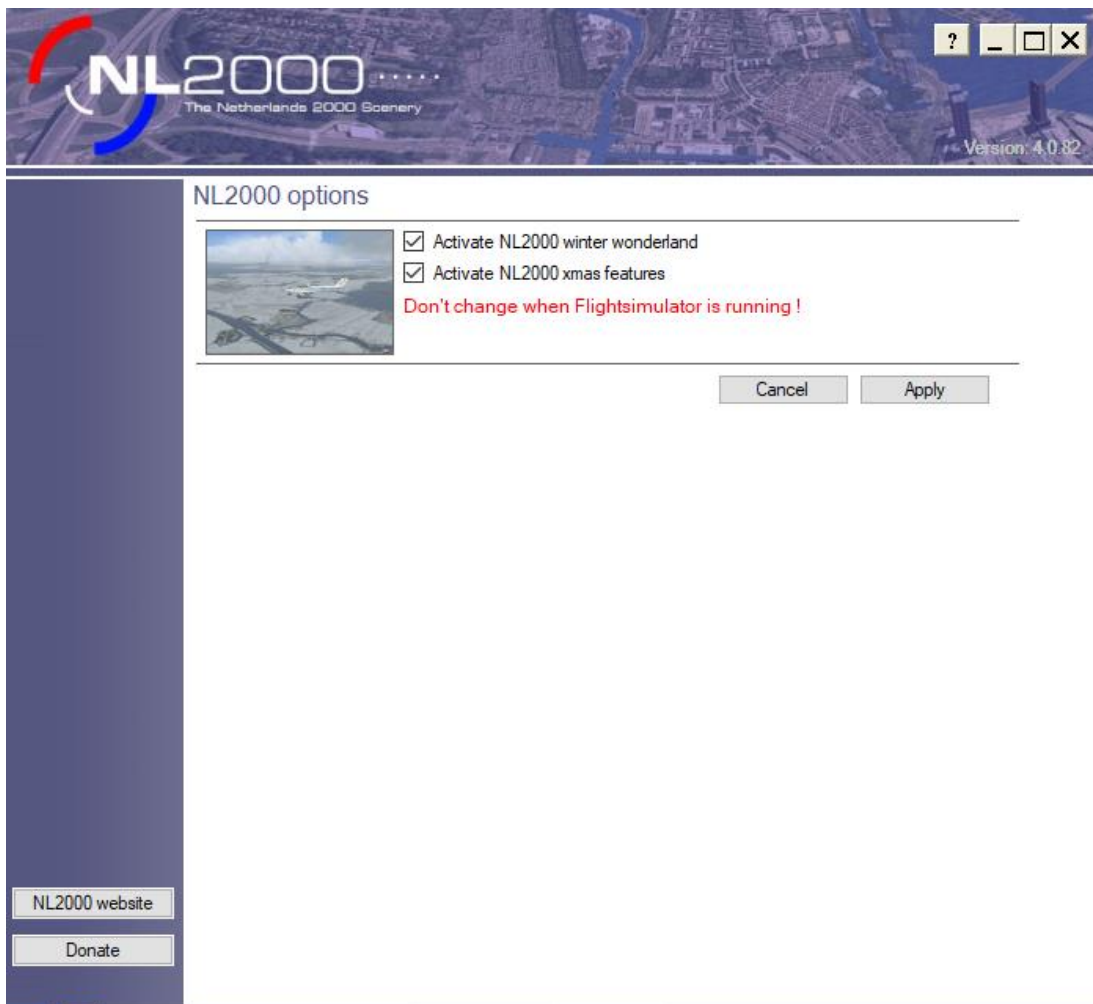 NL2000.....
The Netherlands 2000 Scenery
?
Version: 4.0.82
NL2000 options
Activate NL2000 winter wonderland
Activate NL2000 xmas features
Don't change when Flightsimulator is running !
Cancel
Apply
NL2000 website
Donate